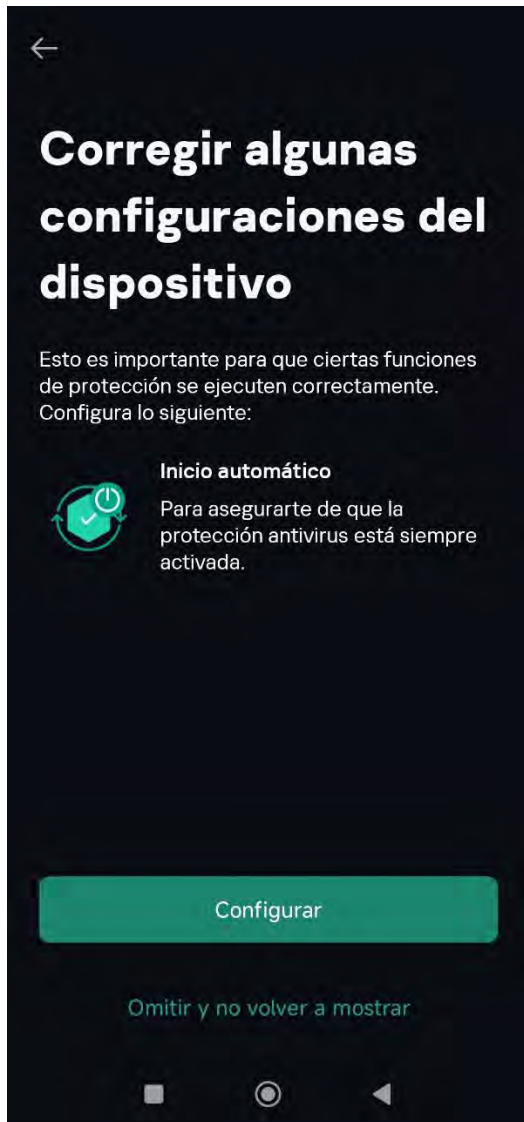 Corregir algunas
configuraciones del
dispositivo
Esto es importante para que ciertas funciones
de protección se ejecuten correctamente.
Configura lo siguiente:
Inicio automático
Para asegurarte de que la
protección antivirus está siempre
activada.
Configurar
Omitir y no volver a mostrar